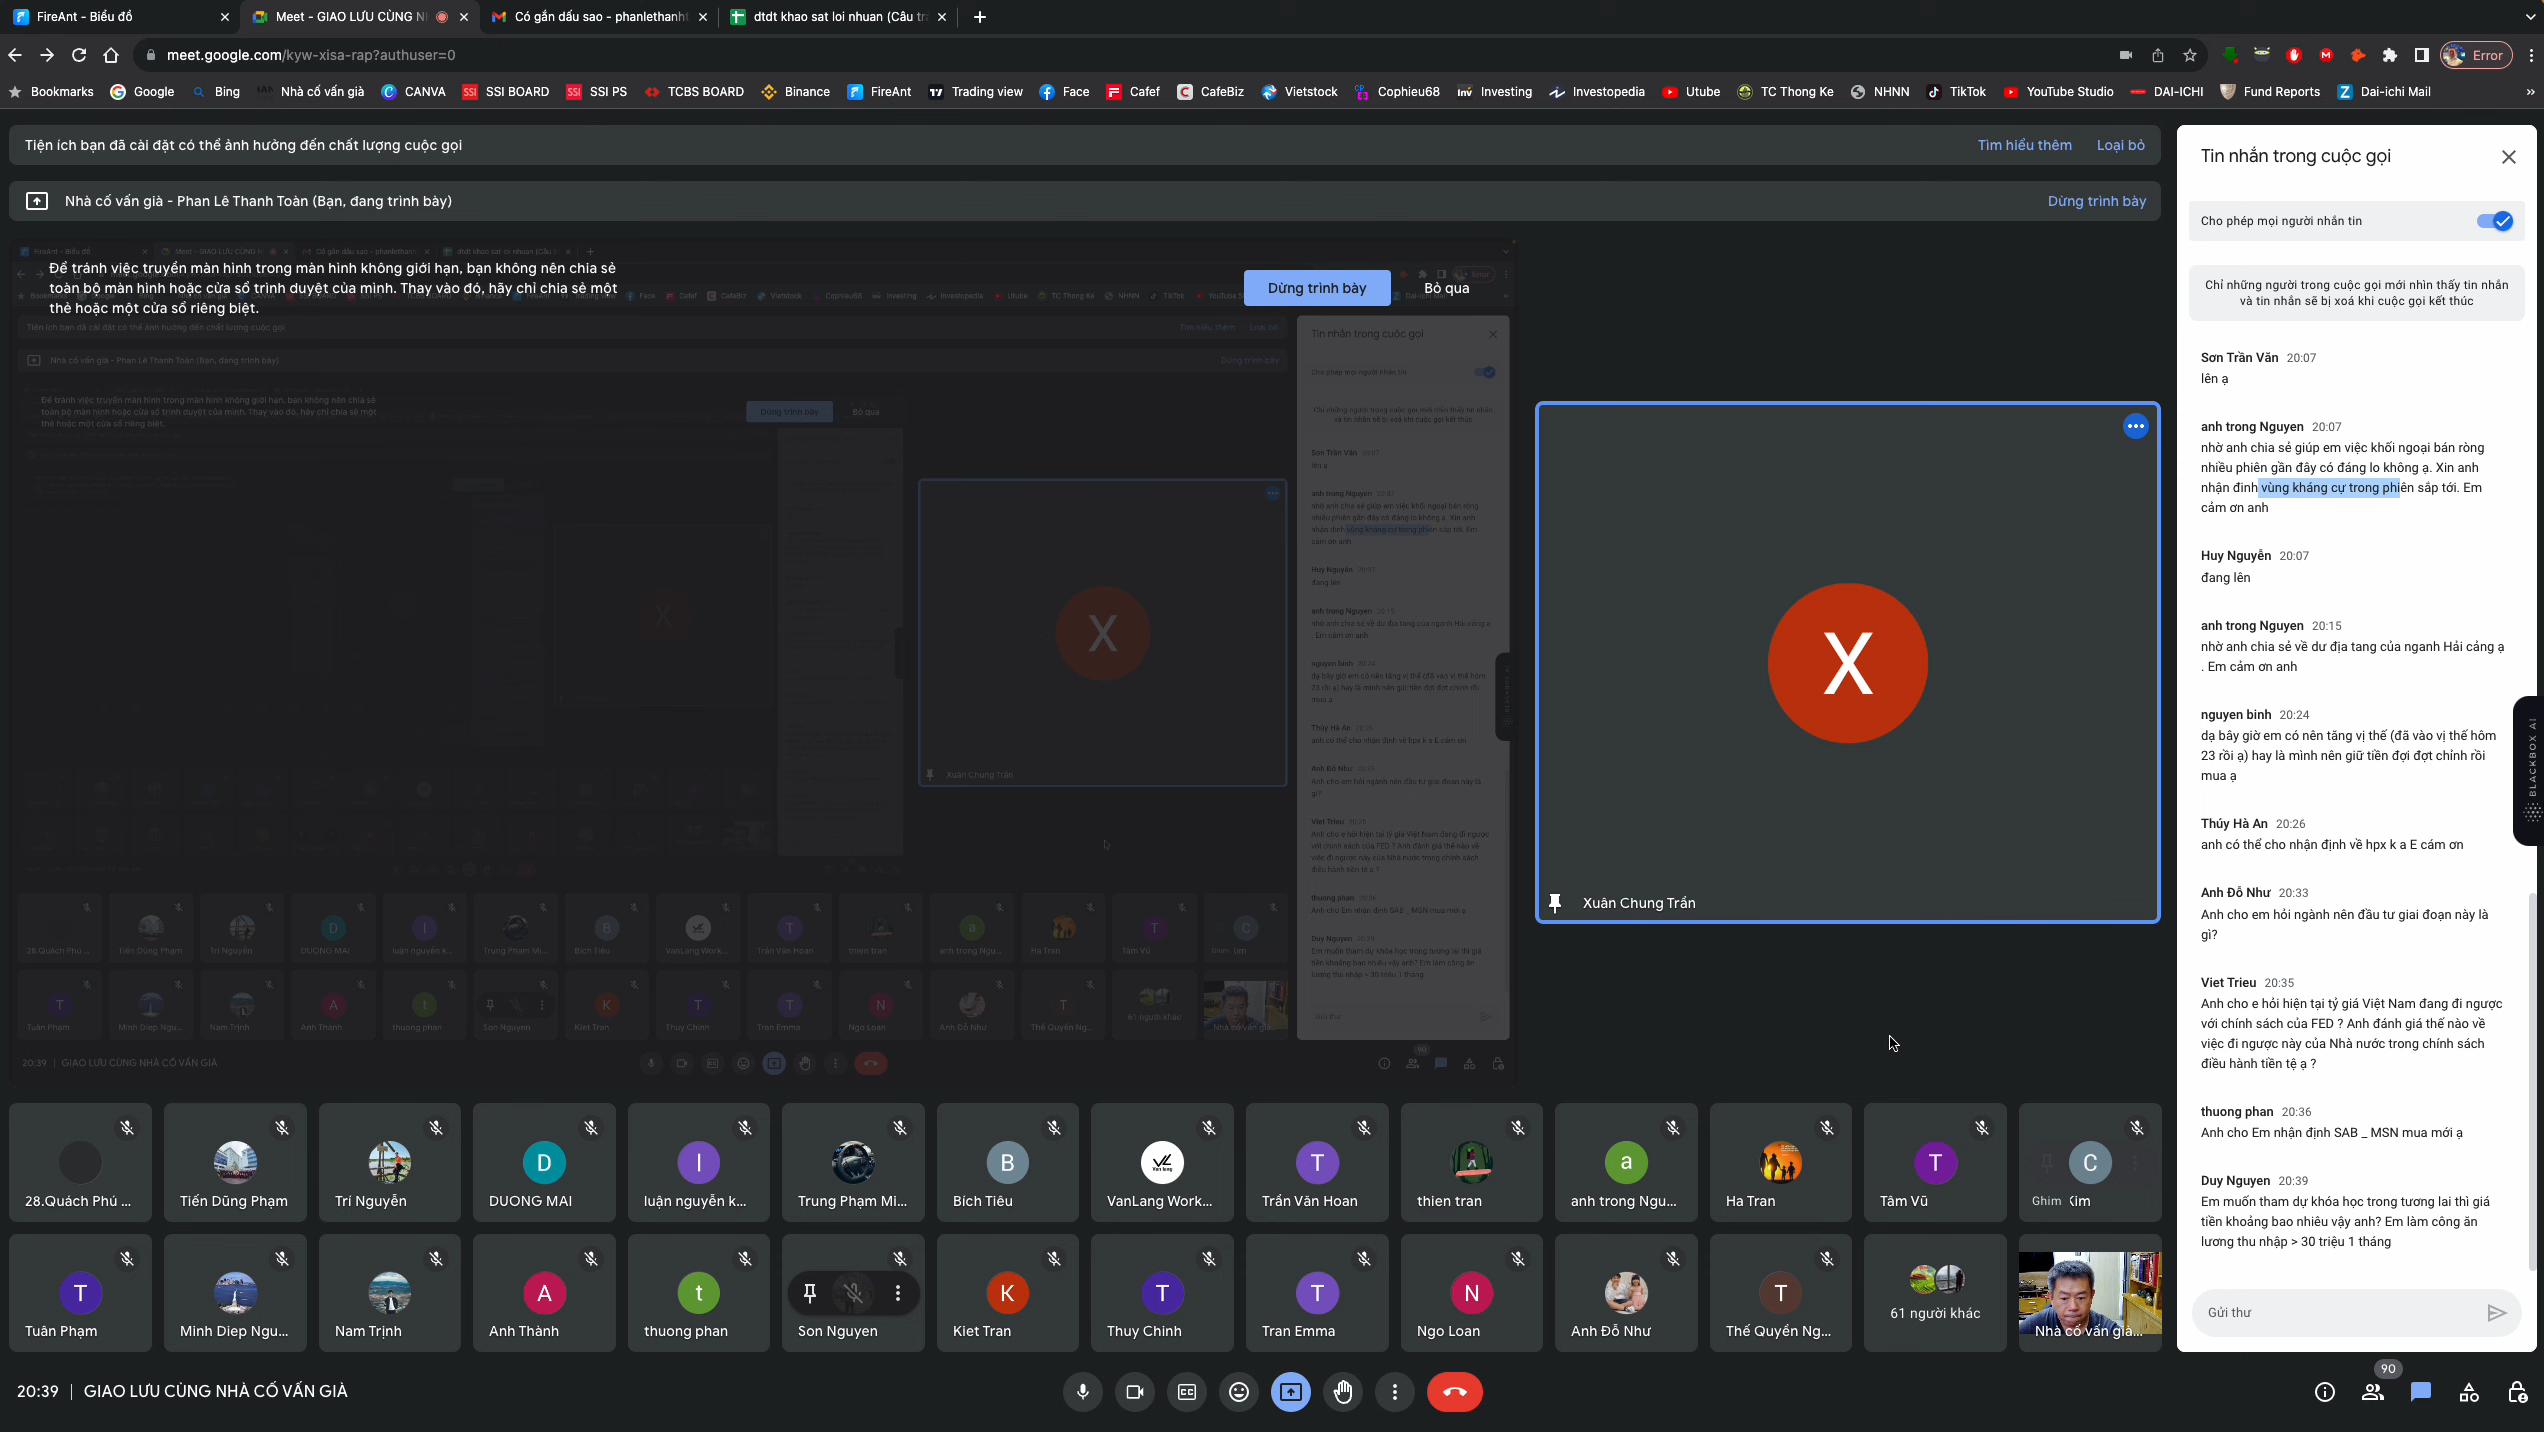 FireAnt - Biểu đồ
Meet - GIAO LƯU CÙNG N
Có gắn dấu sao - phanlethanht
dtdt khao sat loi nhuan (Câu tr
meet.google.com/kyw-xisa-rap?authuser=0
Error
Bookmarks Google Bing Nhà cố vấn già CANVA SSI BOARD SSI PS TCBS BOARD Binance FireAnt Trading view Face Cafef CafeBiz Vietstock Cophieu68 Investing Investopedia Utube TC Thong Ke NHNN TikTok YouTube Studio DAI-ICHI Fund Reports Dai-ichi Mail
Tiện ích bạn đã cài đặt có thể ảnh hưởng đến chất lượng cuộc gọi
Tìm hiểu thêm Loại bỏ
Nhà cố vấn già - Phan Lê Thanh Toàn (Bạn, đang trình bày)
Dừng trình bày
Để tránh việc truyền màn hình trong màn hình không giới hạn, bạn không nên chia sẻ
toàn bộ màn hình hoặc cửa sổ trình duyệt của mình. Thay vào đó, hãy chỉ chia sẻ một
thẻ hoặc một cửa sổ riêng biệt.
Dừng trình bày Bỏ qua
X
Xuân Chung Trần
Tin nhắn trong cuộc gọi
Cho phép mọi người nhắn tin
Chỉ những người trong cuộc gọi mới nhìn thấy tin nhắn
và tin nhắn sẽ bị xoá khi cuộc gọi kết thúc
Sơn Trần Văn 20:07
lên ạ
anh trong Nguyen 20:07
nhờ anh chia sẻ giúp em việc khối ngoại bán ròng
nhiều phiên gần đây có đáng lo không ạ. Xin anh
nhận đinh vùng kháng cự trong phiên sắp tới. Em
cảm ơn anh
Huy Nguyễn 20:07
đang lên
anh trong Nguyen 20:15
nhờ anh chia sẻ về dư địa tang của nganh Hải cảng ạ
. Em cảm ơn anh
nguyen binh 20:24
dạ bây giờ em có nên tăng vị thế (đã vào vị thế hôm
23 rồi ạ) hay là mình nên giữ tiền đợi đợt chỉnh rồi
mua ạ
Thúy Hà An 20:26
anh có thể cho nhận định về hpx k a E cám ơn
Anh Đỗ Như 20:33
Anh cho em hỏi ngành nên đầu tư giai đoạn này là
gì?
Viet Trieu 20:35
Anh cho e hỏi hiện tại tỷ giá Việt Nam đang đi ngược
với chính sách của FED ? Anh đánh giá thế nào về
việc đi ngược này của Nhà nước trong chính sách
điều hành tiền tệ ạ ?
thuong phan 20:36
Anh cho Em nhận định SAB _ MSN mua mới ạ
Duy Nguyen 20:39
Em muốn tham dự khóa học trong tương lai thì giá
tiền khoảng bao nhiêu vậy anh? Em làm công ăn
lương thu nhập > 30 triệu 1 tháng
Gửi thư
BLACKBOX AI
D I B T a T C
28.Quách Phú ... Tiến Dũng Phạm Trí Nguyễn DUONG MAI luận nguyễn k... Trung Phạm Mi... Bích Tiêu VanLang Work... Trần Văn Hoan thien tran anh trong Ngu... Ha Tran Tâm Vũ Ghim Kim
T A t K T T N T
Tuân Phạm Minh Diep Ngu... Nam Trịnh Anh Thành thuong phan Son Nguyen Kiet Tran Thuy Chinh Tran Emma Ngo Loan Anh Đỗ Như Thế Quyền Ng... 61 người khác Nhà cố vấn già...
20:39 | GIAO LƯU CÙNG NHÀ CỐ VẤN GIÀ
90